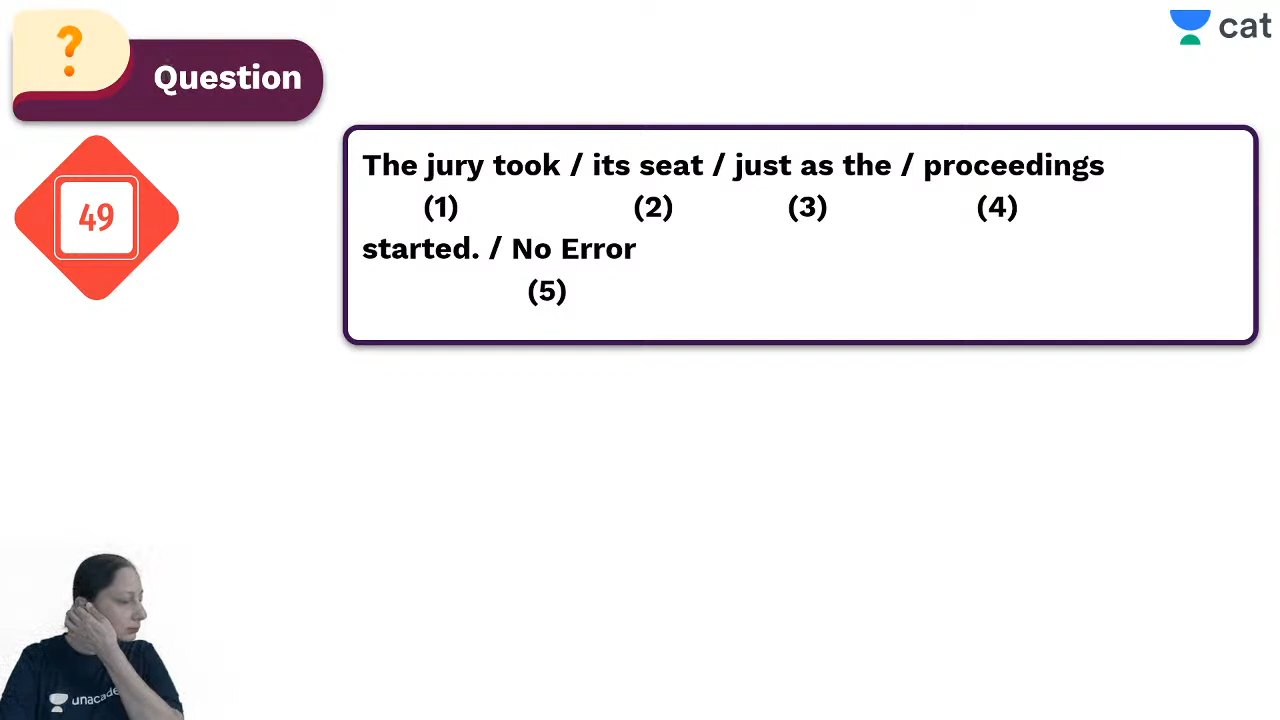 cat
Question
49
The jury took / its seat / just as the / proceedings
(1) (2) (3) (4)
started. / No Error
(5)